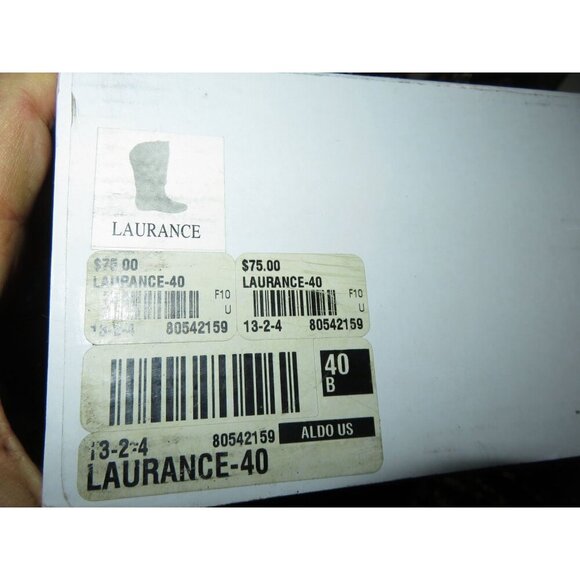 LAURANCE
$75.00
LAURANCE-40
F10
U
13-2-4 80542159
$75.00
LAURANCE-40
F10
U
13-2-4 80542159
40
B
13-2-4 80542159 ALDO US
LAURANCE-40